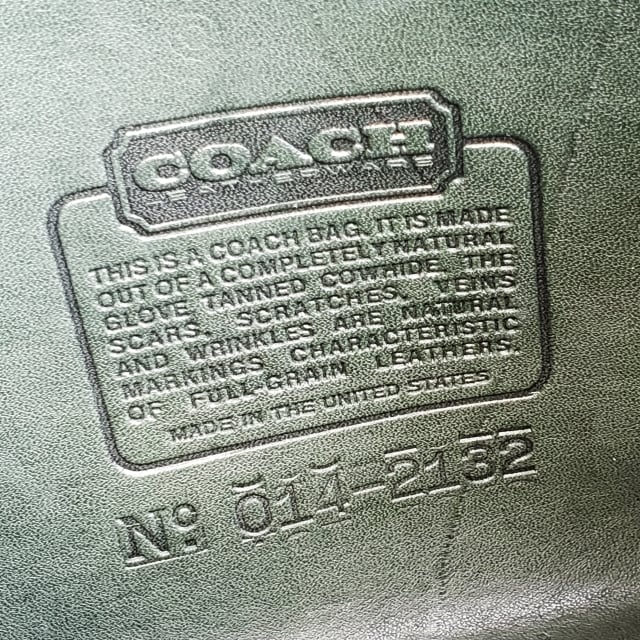 COACH
LEATHERWARE
THIS IS A COACH BAG. IT IS MADE
OUT OF A COMPLETELY NATURAL
GLOVE TANNED COWHIDE. THE
SCARS, SCRATCHES, VEINS
AND WRINKLES ARE NATURAL
MARKINGS CHARACTERISTIC
OF FULL-GRAIN LEATHERS.
MADE IN THE UNITED STATES
No 014-2132